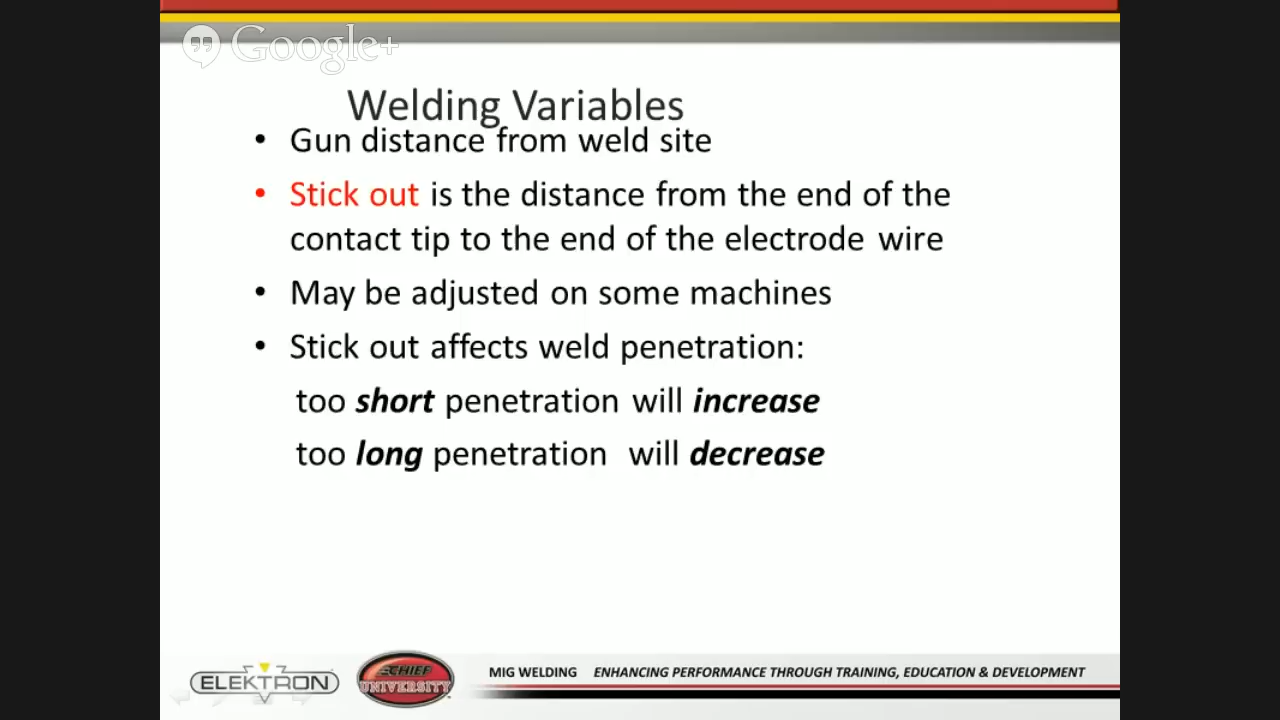 Google+
Welding Variables
• Gun distance from weld site
• Stick out is the distance from the end of the
contact tip to the end of the electrode wire
• May be adjusted on some machines
• Stick out affects weld penetration:
too short penetration will increase
too long penetration will decrease
ELEKTRON
CHIEF
UNIVERSITY
MIG WELDING ENHANCING PERFORMANCE THROUGH TRAINING, EDUCATION & DEVELOPMENT